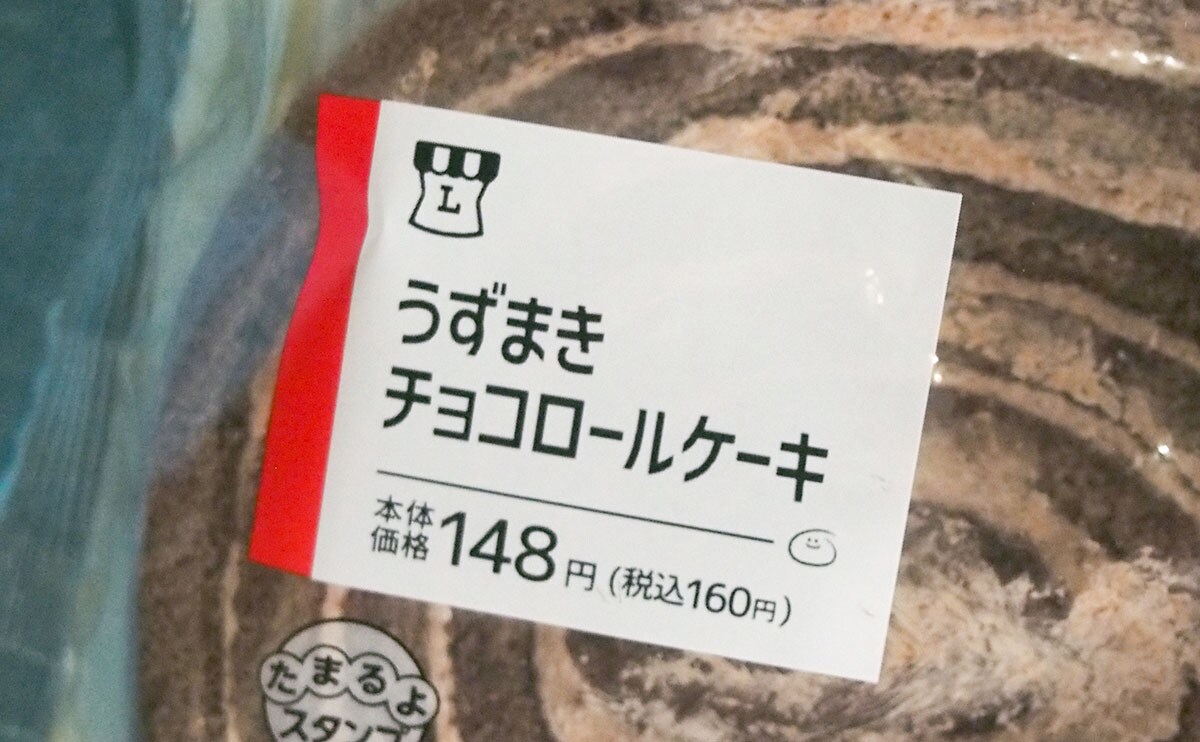 L
うずまき
チョコロールケーキ
本体
価格 148円 (税込160円)
たまるよ
スタンプ